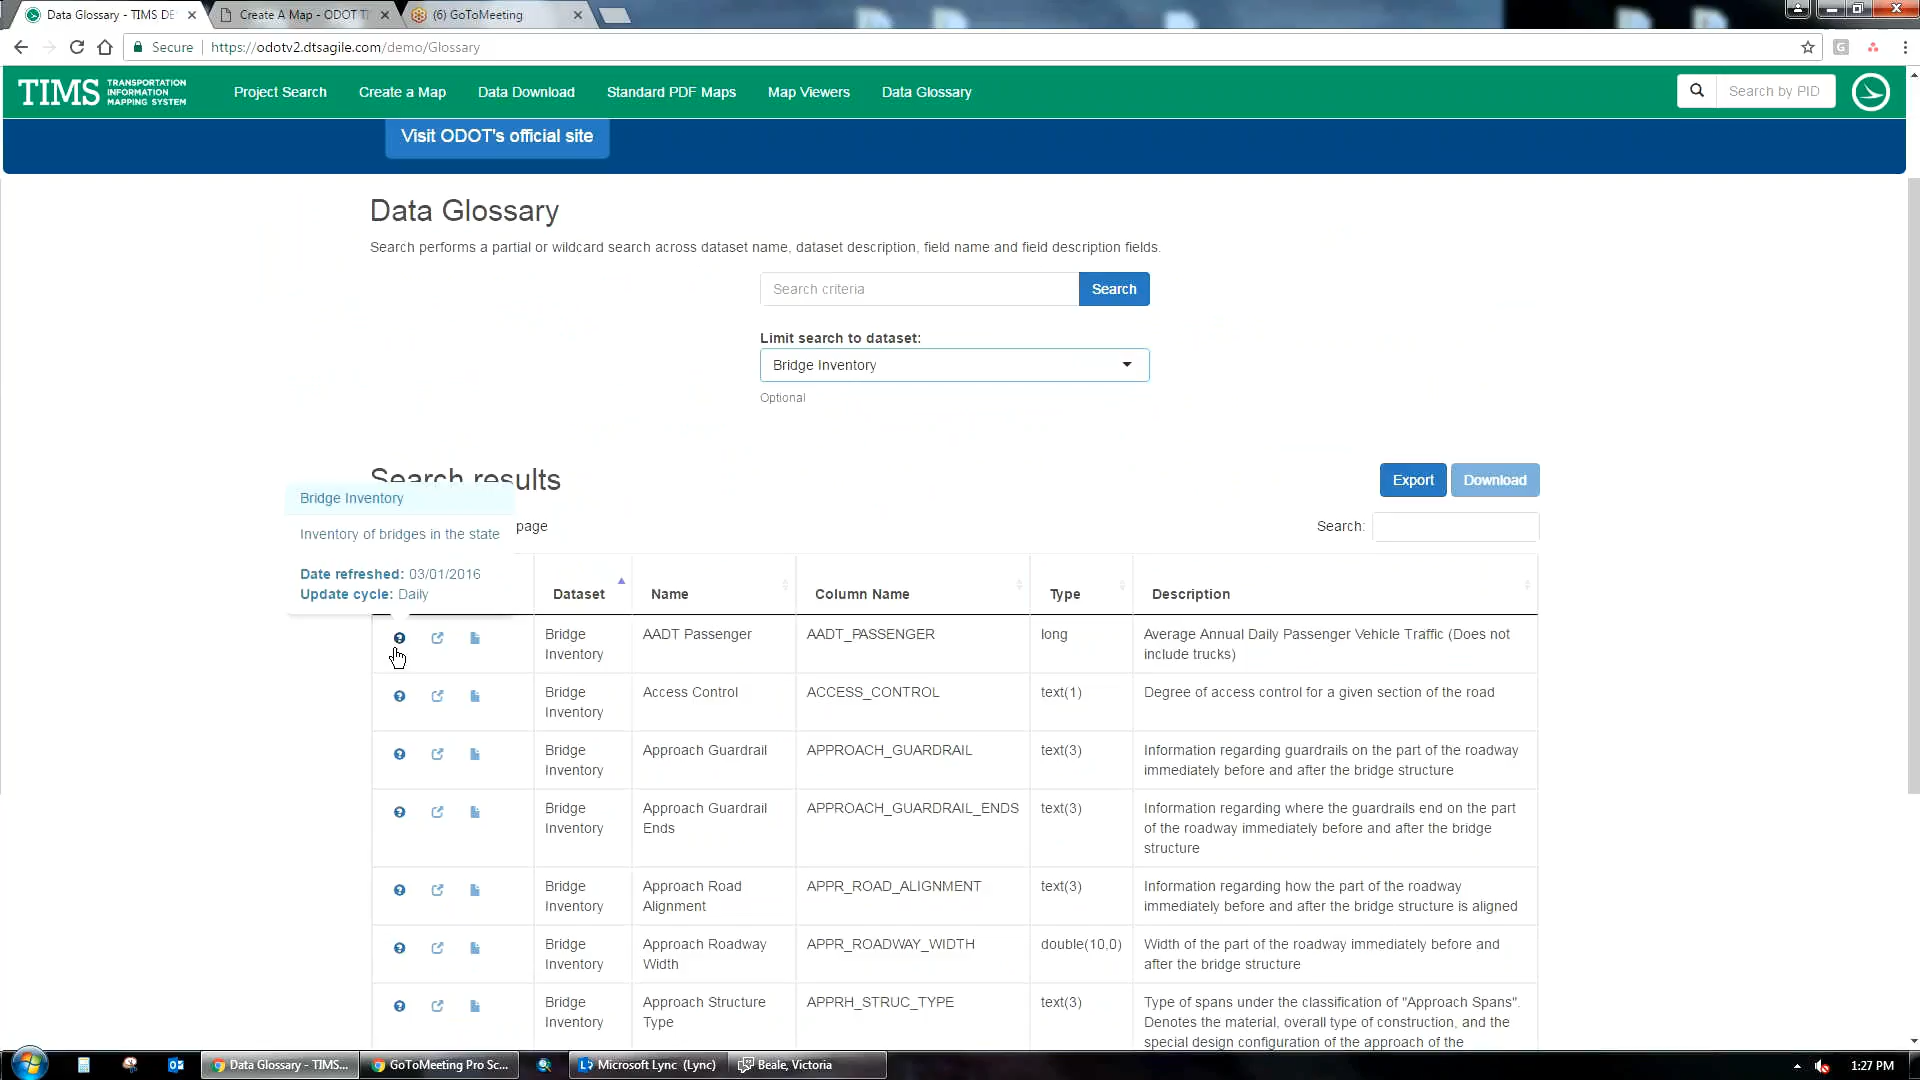 Data Glossary - TIMS DE
Create A Map - ODOT T
(6) GoToMeeting
Secure
https://odotv2.dtsagile.com/demo/Glossary
TIMS
TRANSPORTATION
INFORMATION
MAPPING SYSTEM
Project Search
Create a Map
Data Download
Standard PDF Maps
Map Viewers
Data Glossary
Search by PID
Visit ODOT's official site
Data Glossary
Search performs a partial or wildcard search across dataset name, dataset description, field name and field description fields.
Search criteria
Search
Limit search to dataset:
Bridge Inventory
Optional
Search results
Export
Download
Bridge Inventory
Inventory of bridges in the state
Date refreshed: 03/01/2016
Update cycle: Daily
page
Search:
Dataset
Name
Column Name
Type
Description
Bridge
Inventory
AADT Passenger
AADT_PASSENGER
long
Average Annual Daily Passenger Vehicle Traffic (Does not
include trucks)
Bridge
Inventory
Access Control
ACCESS_CONTROL
text(1)
Degree of access control for a given section of the road
Bridge
Inventory
Approach Guardrail
APPROACH_GUARDRAIL
text(3)
Information regarding guardrails on the part of the roadway
immediately before and after the bridge structure
Bridge
Inventory
Approach Guardrail
Ends
APPROACH_GUARDRAIL_ENDS
text(3)
Information regarding where the guardrails end on the part
of the roadway immediately before and after the bridge
structure
Bridge
Inventory
Approach Road
Alignment
APPR_ROAD_ALIGNMENT
text(3)
Information regarding how the part of the roadway
immediately before and after the bridge structure is aligned
Bridge
Inventory
Approach Roadway
Width
APPR_ROADWAY_WIDTH
double(10,0)
Width of the part of the roadway immediately before and
after the bridge structure
Bridge
Inventory
Approach Structure
Type
APPRH_STRUC_TYPE
text(3)
Type of spans under the classification of "Approach Spans".
Denotes the material, overall type of construction, and the
special design configuration of the approach of the
Data Glossary - TIMS...
GoToMeeting Pro Sc...
Microsoft Lync (Lync)
Beale, Victoria
1:27 PM